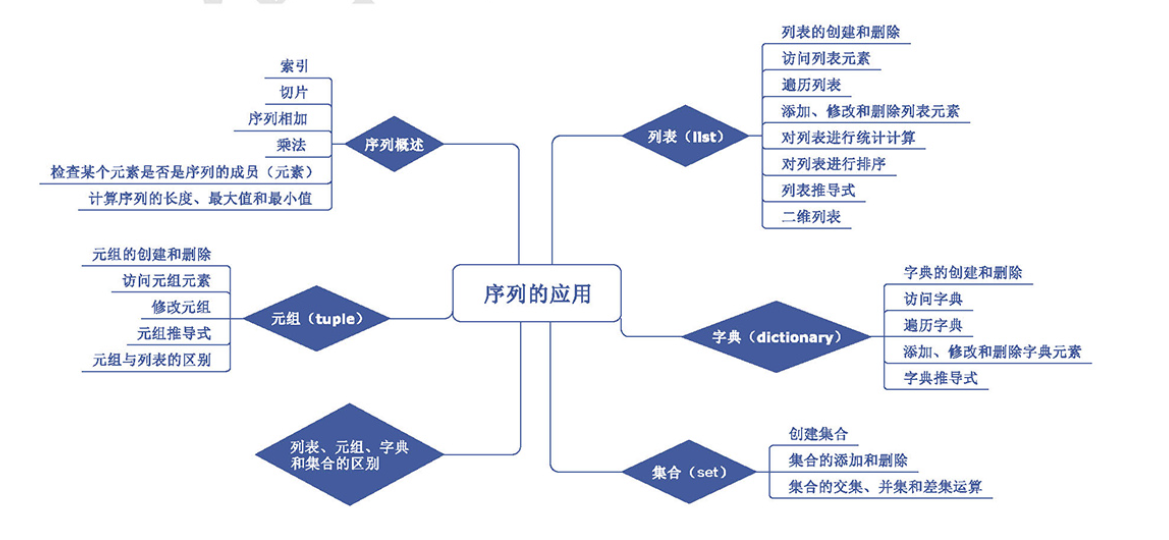 序列的应用
序列概述
索引
切片
序列相加
乘法
检查某个元素是否是序列的成员（元素）
计算序列的长度、最大值和最小值
列表（list）
列表的创建和删除
访问列表元素
遍历列表
添加、修改和删除列表元素
对列表进行统计计算
对列表进行排序
列表推导式
二维列表
元组（tuple）
元组的创建和删除
访问元组元素
修改元组
元组推导式
元组与列表的区别
字典（dictionary）
字典的创建和删除
访问字典
遍历字典
添加、修改和删除字典元素
字典推导式
列表、元组、字典
和集合的区别
集合（set）
创建集合
集合的添加和删除
集合的交集、并集和差集运算